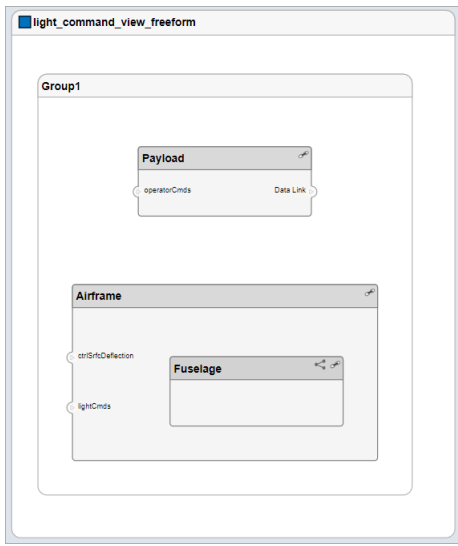 light_command_view_freeform
Group1
Payload
operatorCmds Data Link
Airframe
ctrlSrfcDeflection
Fuselage
lightCmds